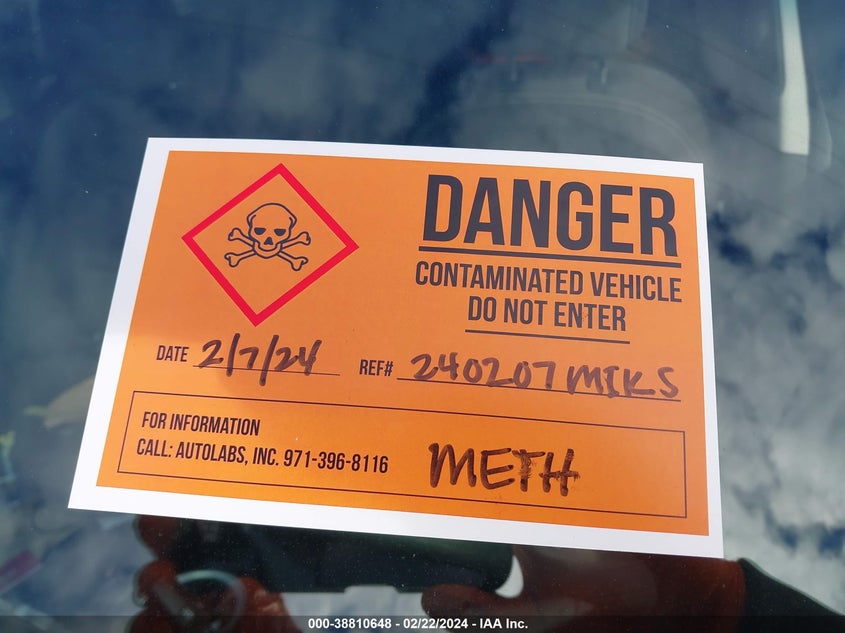 DANGER
CONTAMINATED VEHICLE
DO NOT ENTER
DATE 2/7/24 REF# 240207MIKS
FOR INFORMATION
CALL: AUTOLABS, INC. 971-396-8116
METH
000-38810648 - 02/22/2024 - IAA Inc.